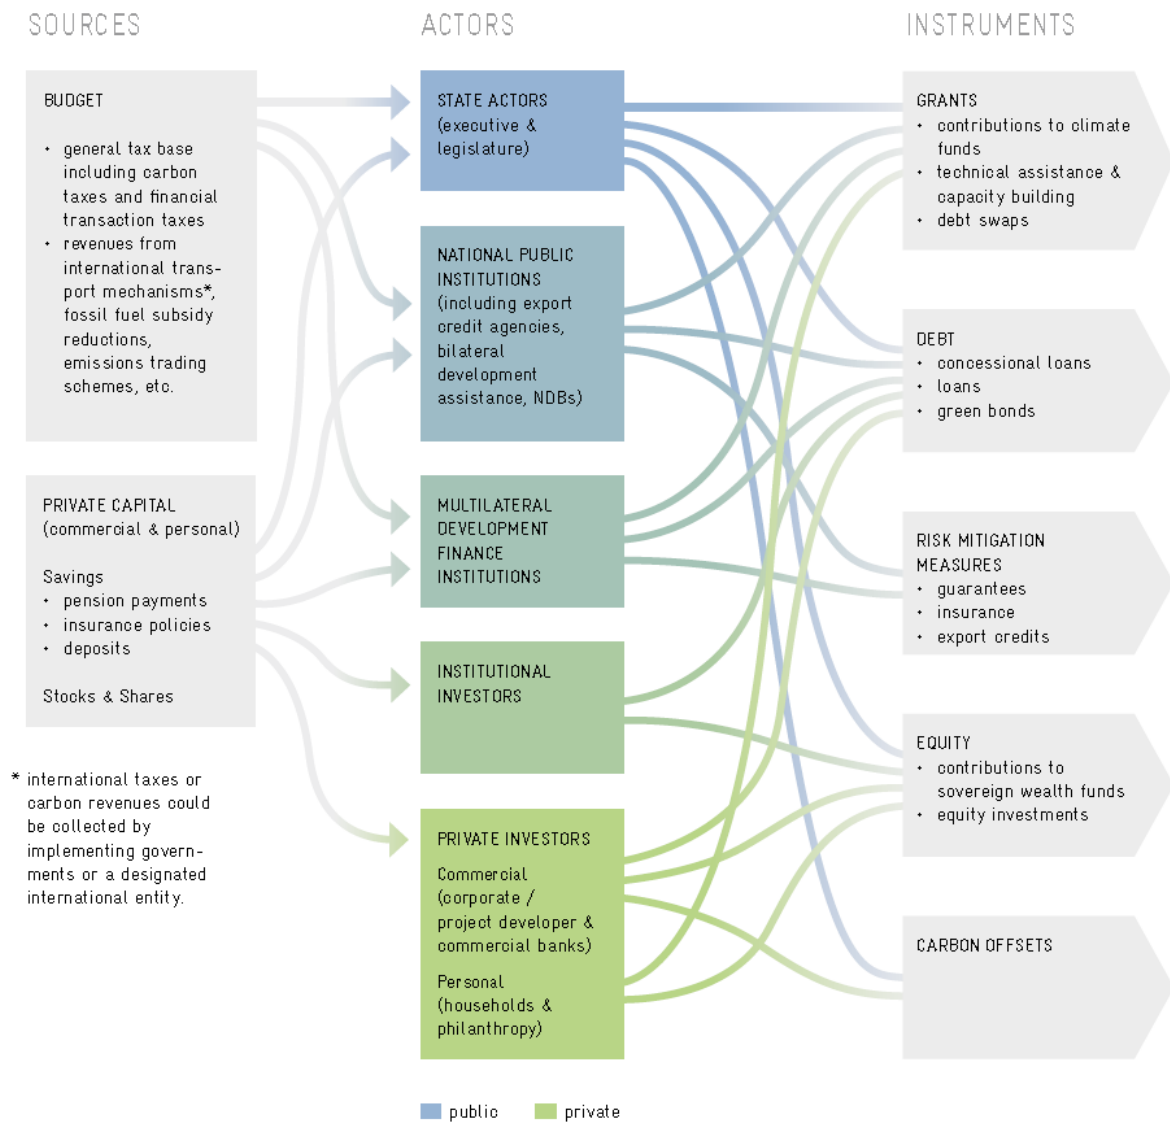 SOURCES
ACTORS
INSTRUMENTS
BUDGET
• general tax base
including carbon
taxes and financial
transaction taxes
• revenues from
international trans-
port mechanisms*,
fossil fuel subsidy
reductions,
emissions trading
schemes, etc.
PRIVATE CAPITAL
(commercial & personal)
Savings
• pension payments
• insurance policies
• deposits
Stocks & Shares
* international taxes or
carbon revenues could
be collected by
implementing govern-
ments or a designated
international entity.
STATE ACTORS
(executive &
legislature)
NATIONAL PUBLIC
INSTITUTIONS
(including export
credit agencies,
bilateral
development
assistance, NDBs)
MULTILATERAL
DEVELOPMENT
FINANCE
INSTITUTIONS
INSTITUTIONAL
INVESTORS
PRIVATE INVESTORS
Commercial
(corporate /
project developer &
commercial banks)
Personal
(households &
philanthropy)
GRANTS
• contributions to climate
funds
• technical assistance &
capacity building
• debt swaps
DEBT
• concessional loans
• loans
• green bonds
RISK MITIGATION
MEASURES
• guarantees
• insurance
• export credits
EQUITY
• contributions to
sovereign wealth funds
• equity investments
CARBON OFFSETS
public
private